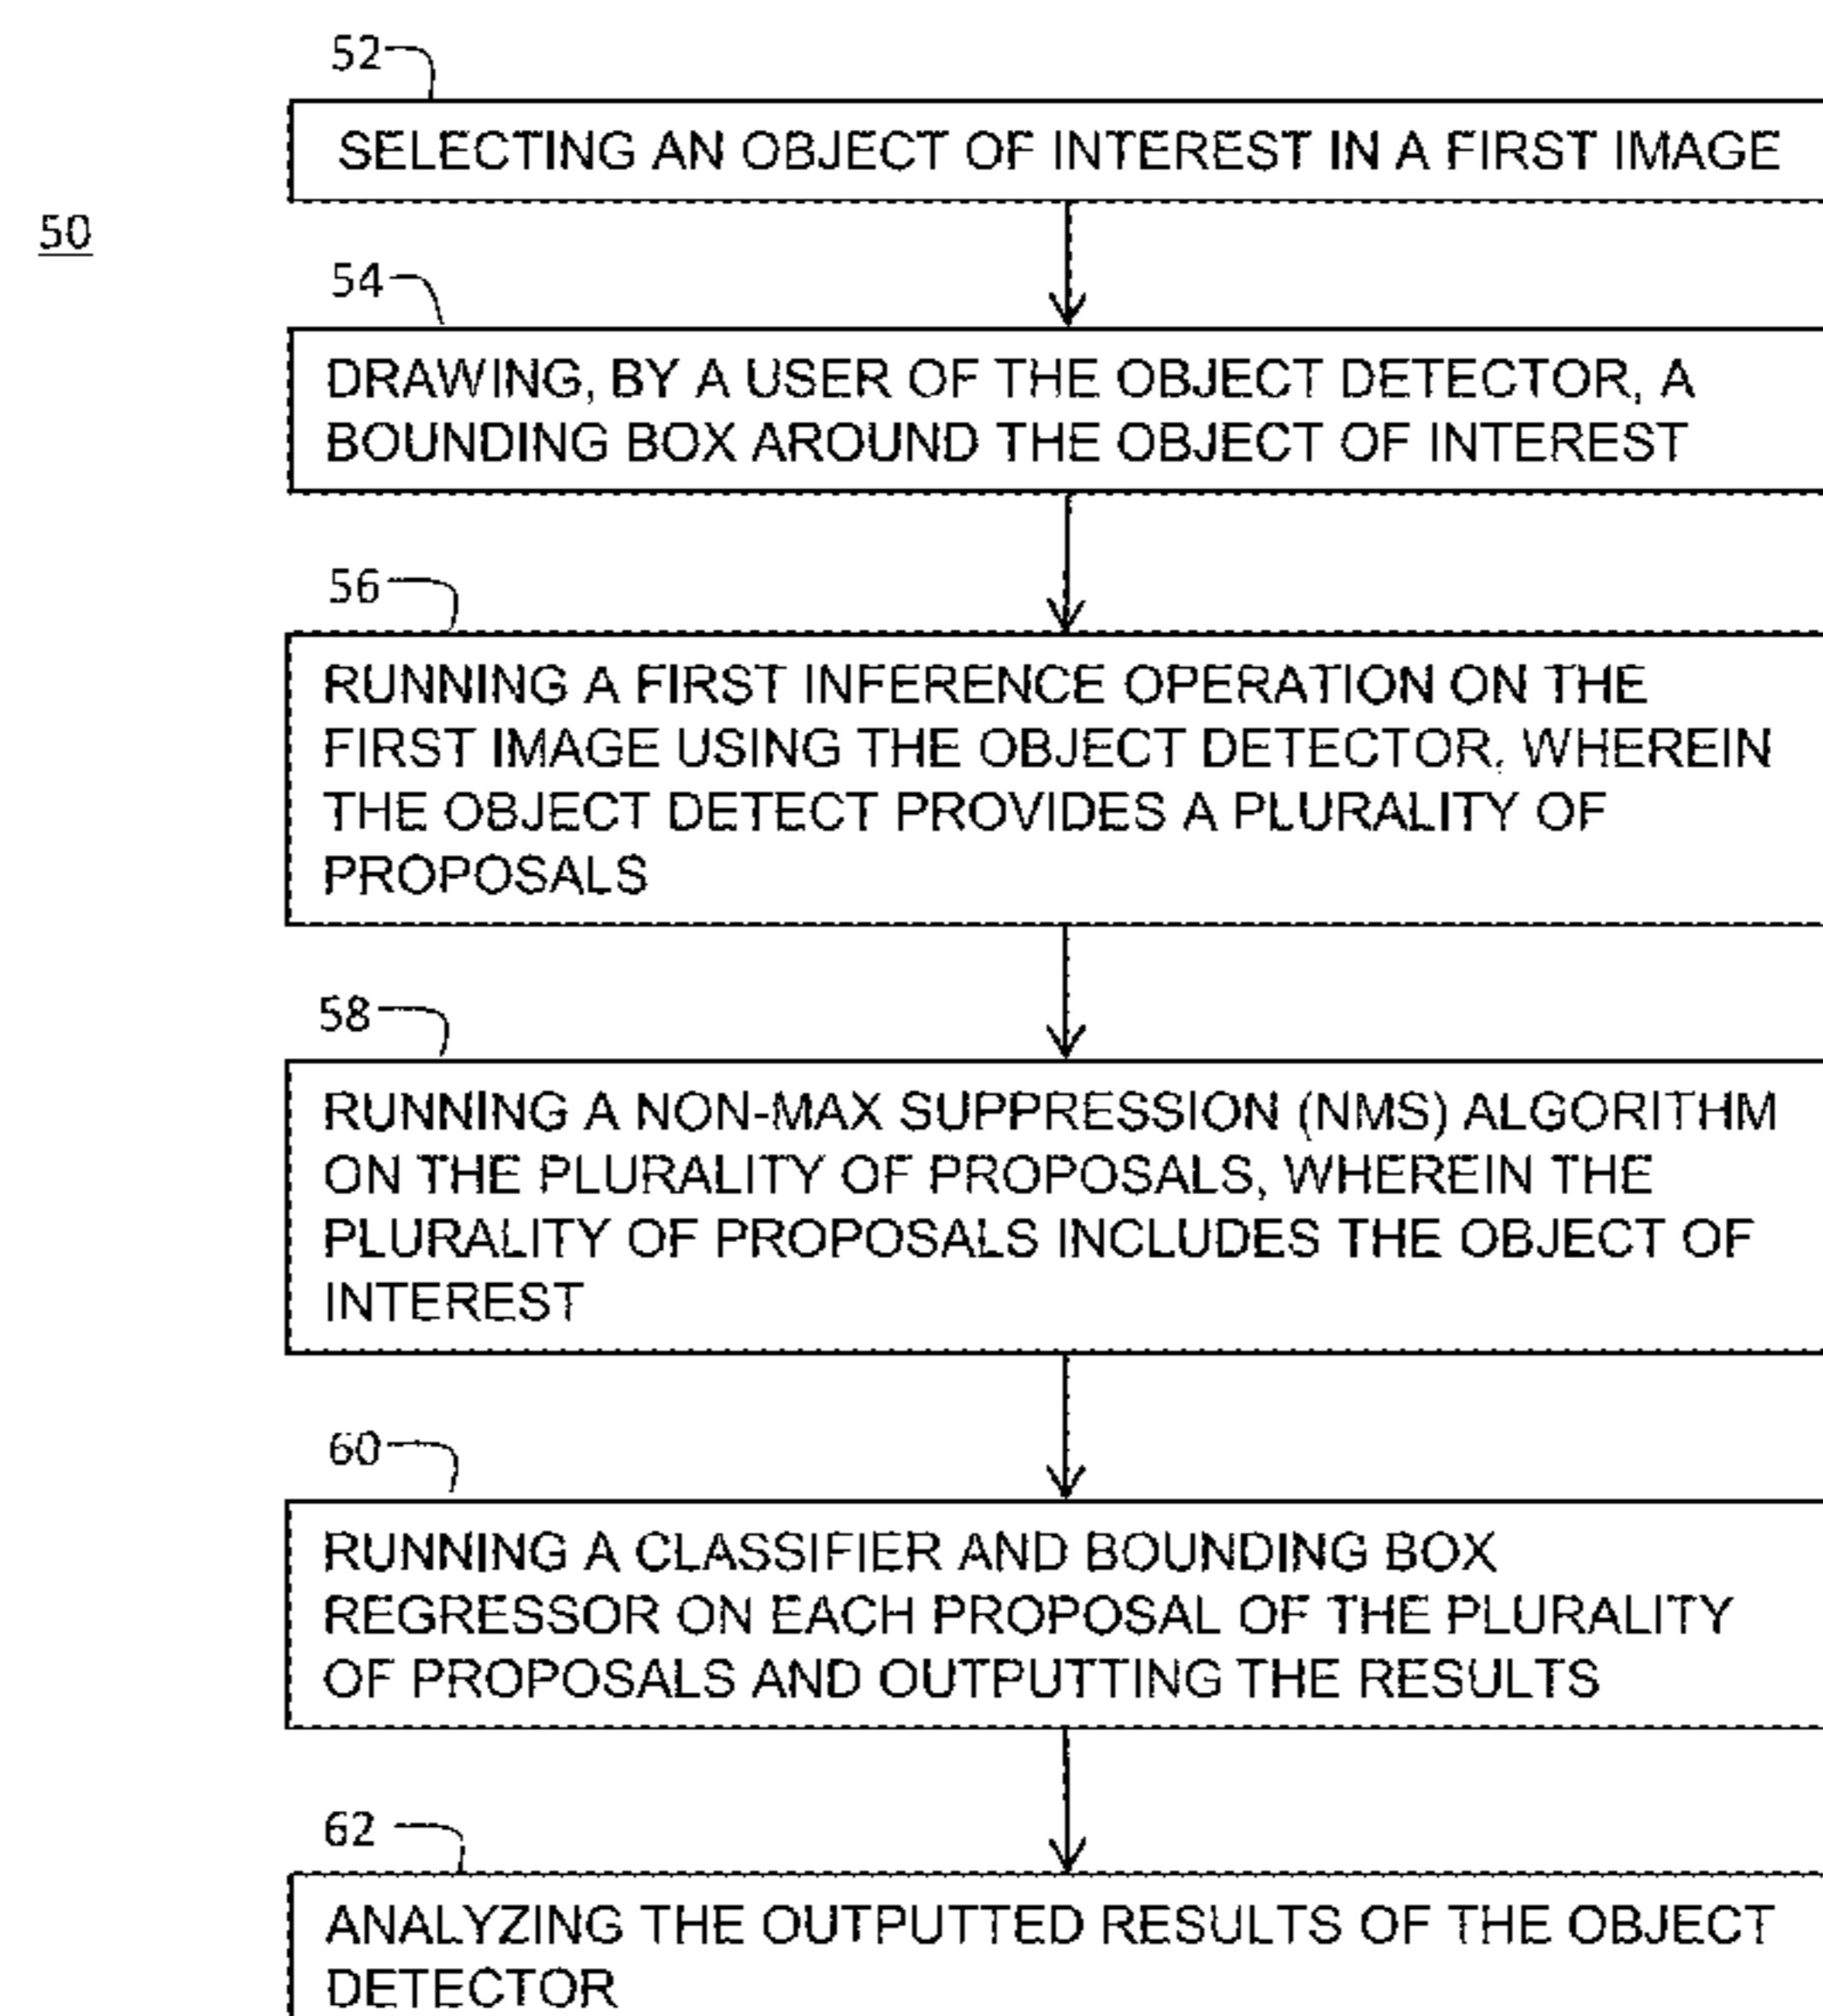 52
SELECTING AN OBJECT OF INTEREST IN A FIRST IMAGE
50
54
DRAWING, BY A USER OF THE OBJECT DETECTOR, A
BOUNDING BOX AROUND THE OBJECT OF INTEREST
56
RUNNING A FIRST INFERENCE OPERATION ON THE
FIRST IMAGE USING THE OBJECT DETECTOR, WHEREIN
THE OBJECT DETECT PROVIDES A PLURALITY OF
PROPOSALS
58
RUNNING A NON-MAX SUPPRESSION (NMS) ALGORITHM
ON THE PLURALITY OF PROPOSALS, WHEREIN THE
PLURALITY OF PROPOSALS INCLUDES THE OBJECT OF
INTEREST
60
RUNNING A CLASSIFIER AND BOUNDING BOX
REGRESSOR ON EACH PROPOSAL OF THE PLURALITY
OF PROPOSALS AND OUTPUTTING THE RESULTS
62
ANALYZING THE OUTPUTTED RESULTS OF THE OBJECT
DETECTOR